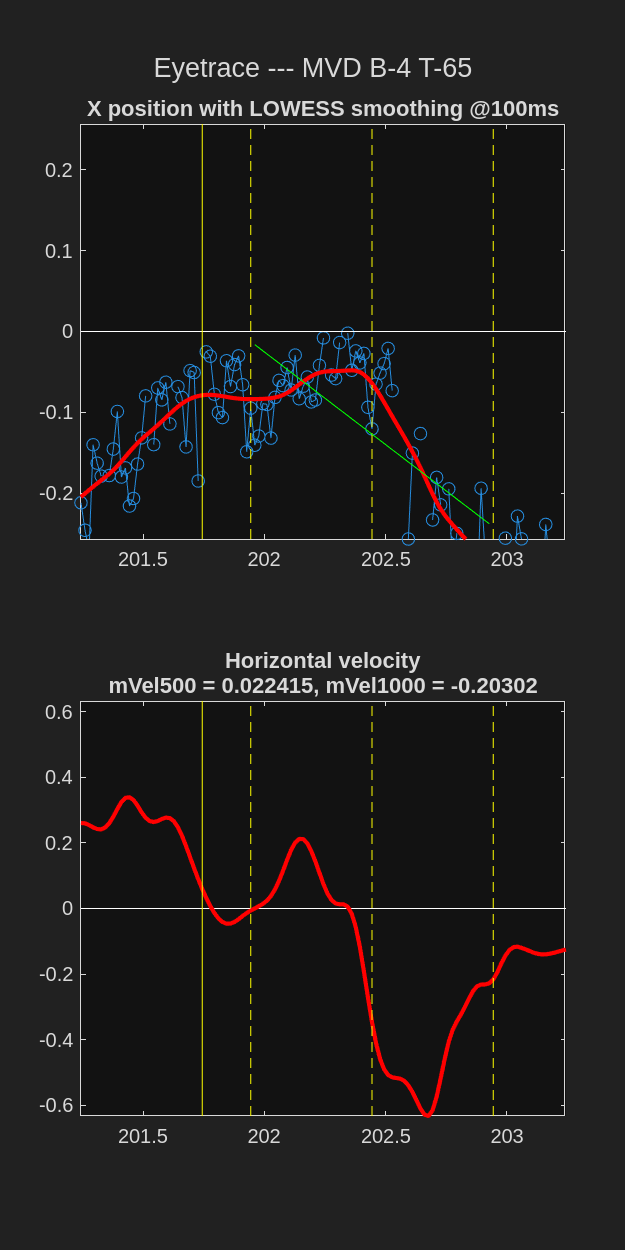 Eyetrace --- MVD B-4 T-65
X position with LOWESS smoothing @100ms
0.2
0.1
0
-0.1
-0.2
201.5 202 202.5 203
Horizontal velocity
mVel500 = 0.022415, mVel1000 = -0.20302
0.6
0.4
0.2
0
-0.2
-0.4
-0.6
201.5 202 202.5 203